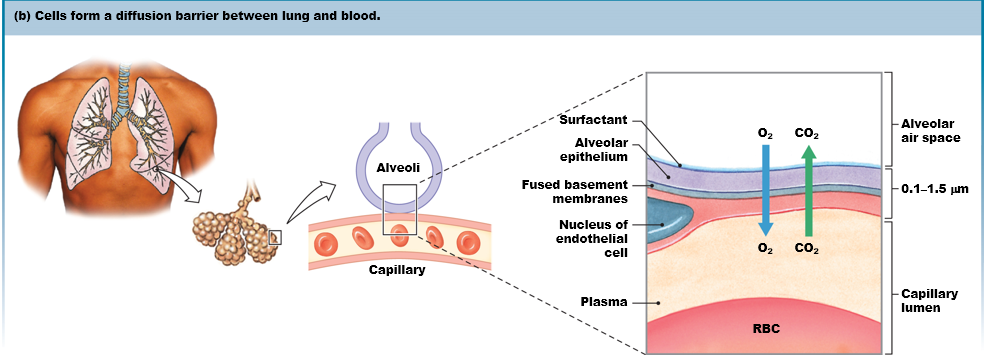 (b) Cells form a diffusion barrier between lung and blood.
Alveoli
Capillary
Surfactant
Alveolar
epithelium
Fused basement
membranes
Nucleus of
endothelial
cell
Plasma
O₂
CO₂
O₂
CO₂
RBC
Alveolar
air space
0.1–1.5 μm
Capillary
lumen